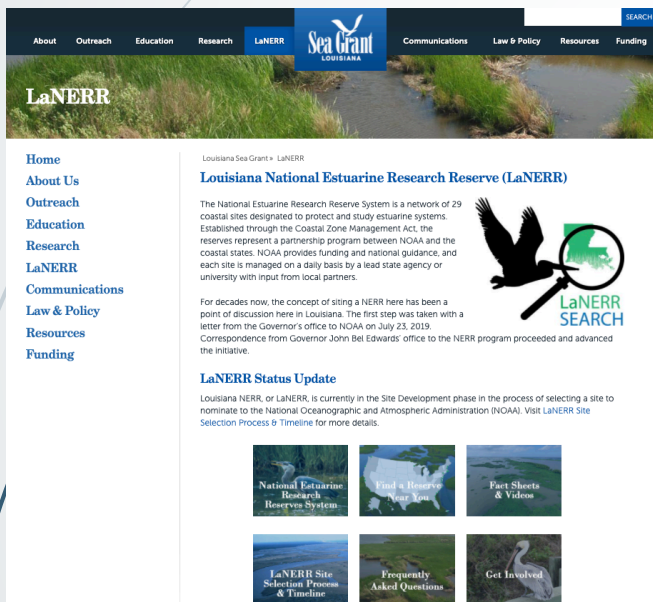 SEARCH
About Outreach Education Research LaNERR Sea Grant LOUISIANA Communications Law & Policy Resources Funding
LaNERR
Home
About Us
Outreach
Education
Research
LaNERR
Communications
Law & Policy
Resources
Funding
Louisiana Sea Grant » LaNERR
Louisiana National Estuarine Research Reserve (LaNERR)
The National Estuarine Research Reserve System is a network of 29
coastal sites designated to protect and study estuarine systems.
Established through the Coastal Zone Management Act, the
reserves represent a partnership program between NOAA and the
coastal states. NOAA provides funding and national guidance, and
each site is managed on a daily basis by a lead state agency or
university with input from local partners.
For decades now, the concept of siting a NERR here has been a
point of discussion here in Louisiana. The first step was taken with a
letter from the Governor's office to NOAA on July 23, 2019.
Correspondence from Governor John Bel Edwards' office to the NERR program proceeded and advanced
the initiative.
LaNERR
SEARCH
LaNERR Status Update
Louisiana NERR, or LaNERR, is currently in the Site Development phase in the process of selecting a site to
nominate to the National Oceanographic and Atmospheric Administration (NOAA). Visit LaNERR Site
Selection Process & Timeline for more details.
National Estuarine
Research
Reserves System
Find a Reserve
Near You
Fact Sheets
& Videos
LaNERR Site
Selection Process
& Timeline
Frequently
Asked Questions
Get Involved